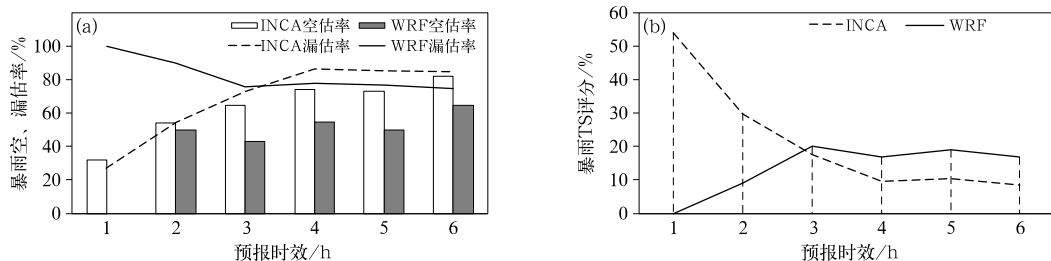 (a)
INCA空估率
WRF空估率
INCA漏估率
WRF漏估率
暴雨空、漏估率/%
100
80
60
40
20
0
1 2 3 4 5 6
预报时效/h
(b)
INCA
WRF
暴雨TS评分/%
60
50
40
30
20
10
0
1 2 3 4 5 6
预报时效/h